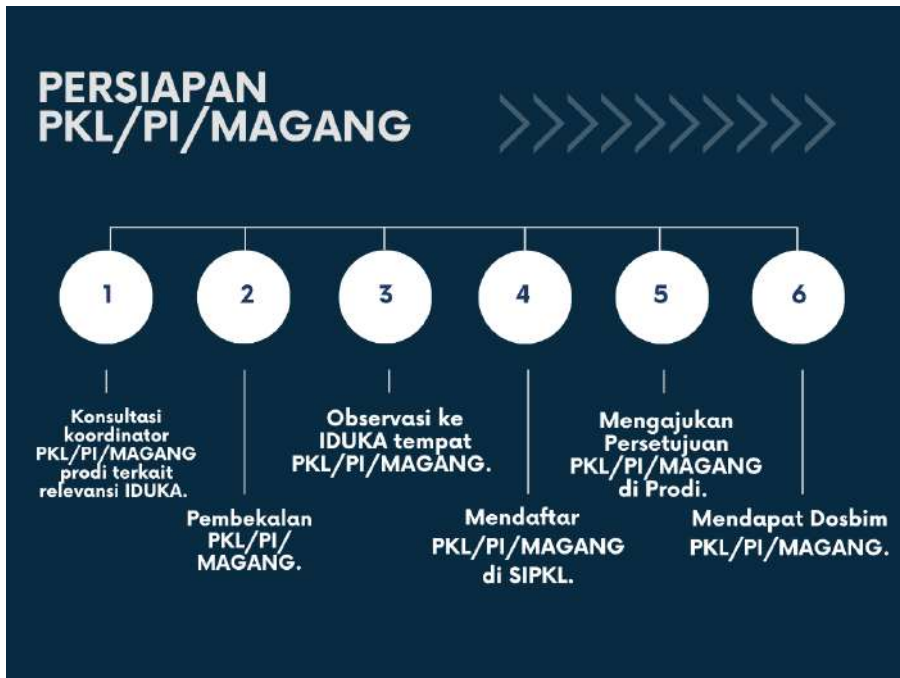 PERSIAPAN
PKL/PI/MAGANG
1
2
3
4
5
6
Konsultasi
koordinator
PKL/PI/MAGANG
prodi terkait
relevansi IDUKA.
Pembekalan
PKL/PI/
MAGANG.
Observasi ke
IDUKA tempat
PKL/PI/MAGANG.
Mendaftar
PKL/PI/MAGANG
di SIPKL.
Mengajukan
Persetujuan
PKL/PI/MAGANG
di Prodi.
Mendapat Dosbim
PKL/PI/MAGANG.